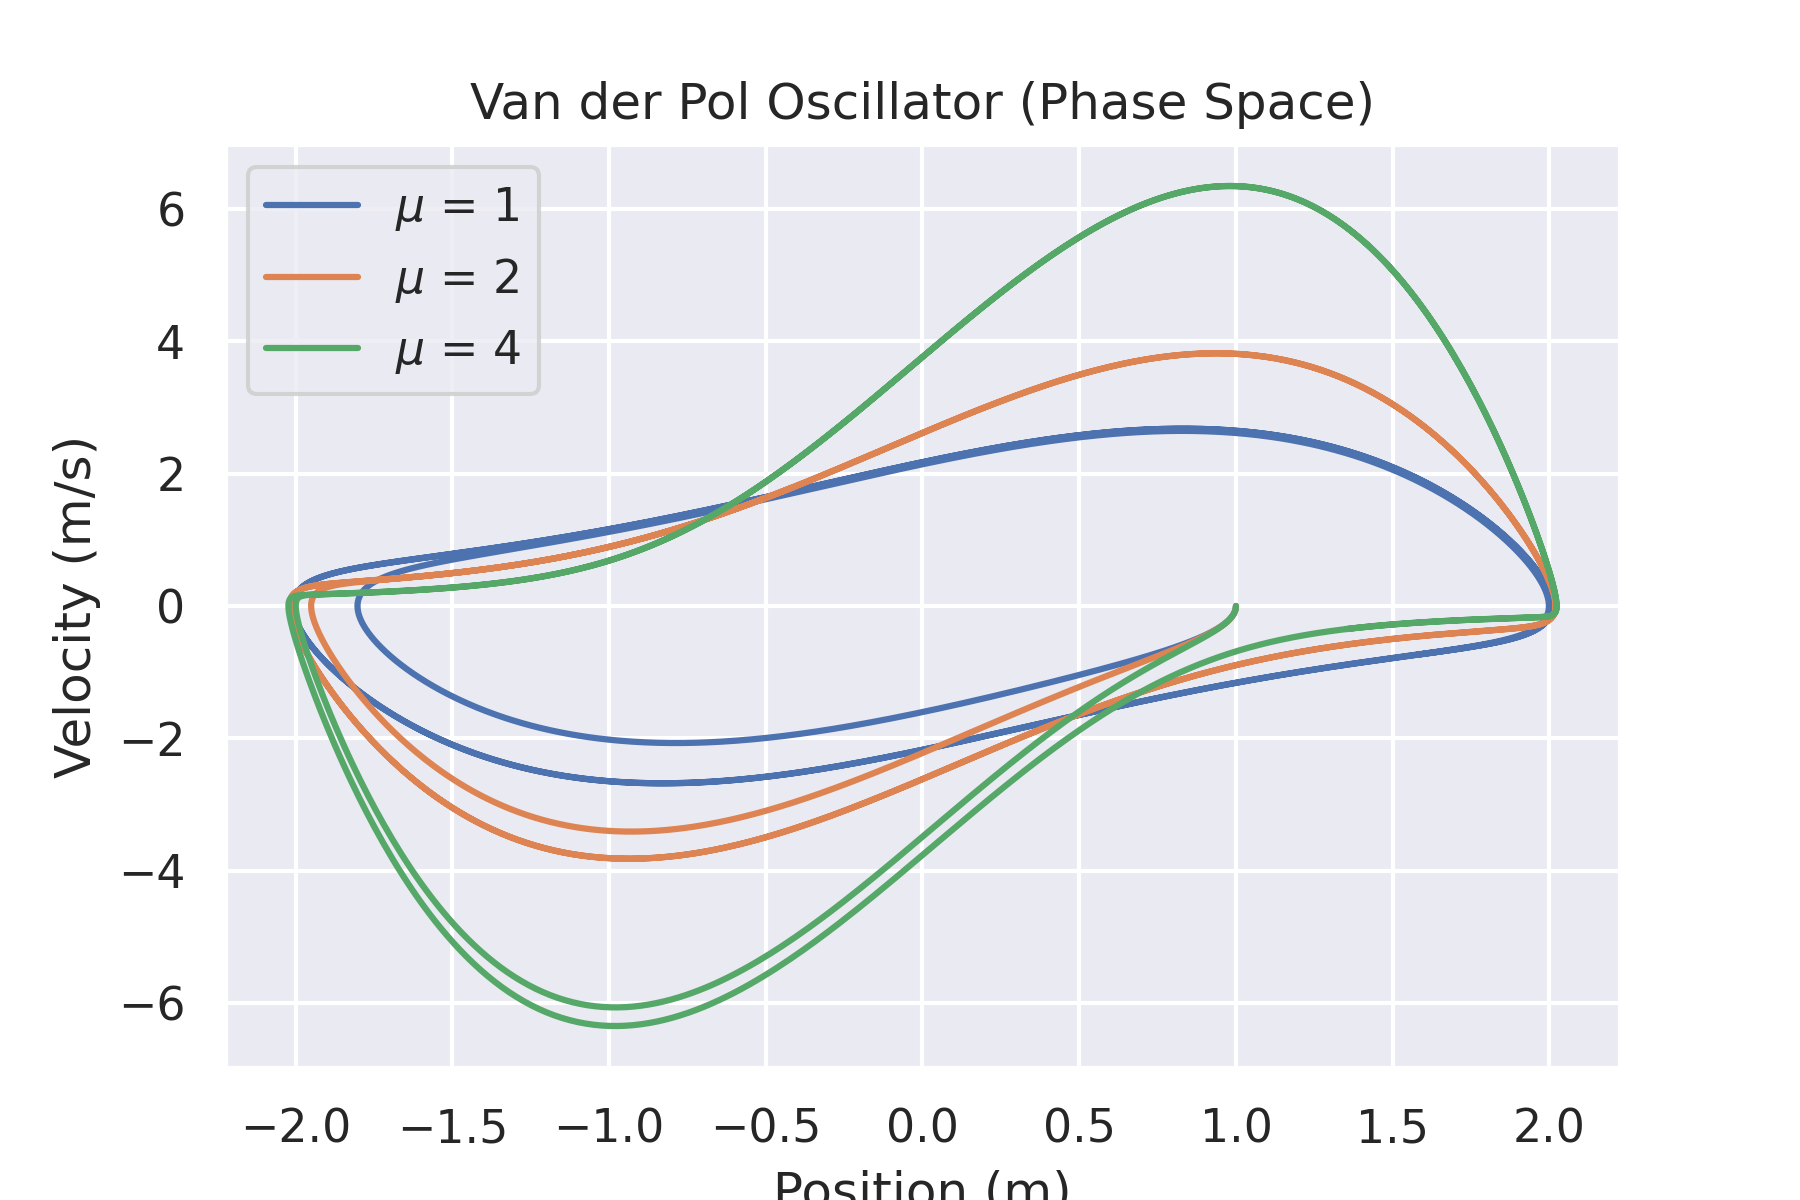 Van der Pol Oscillator (Phase Space)
μ = 1
μ = 2
μ = 4
6
4
2
0
−2
−4
−6
Velocity (m/s)
−2.0 −1.5 −1.0 −0.5 0.0 0.5 1.0 1.5 2.0
Position (m)